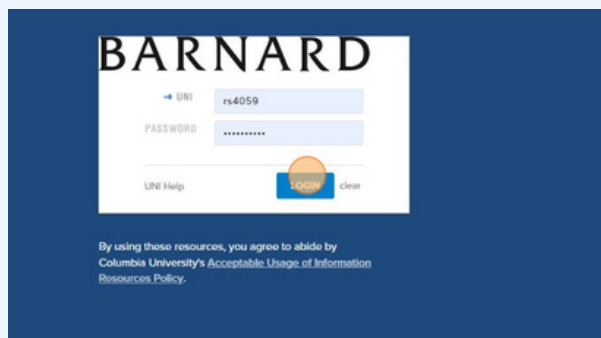 BARNARD
UNI
rs4059
PASSWORD
••••••••••
UNI Help
LOGIN
clear
By using these resources, you agree to abide by
Columbia University's Acceptable Usage of Information
Resources Policy.